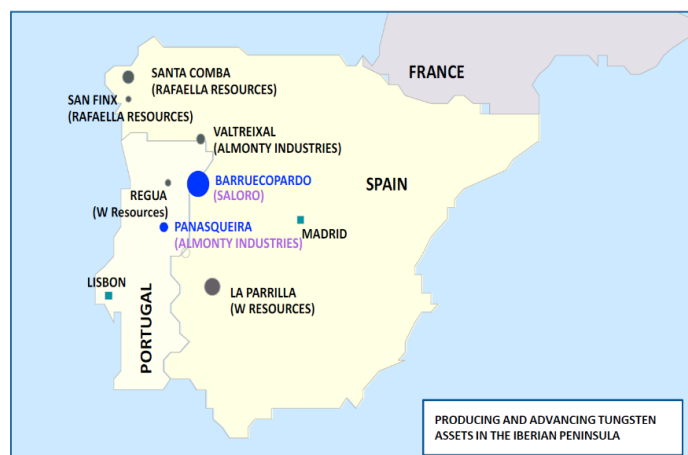 FRANCE
SANTA COMBA
(RAFAELLA RESOURCES)
SAN FINX
(RAFAELLA RESOURCES)
VALTREIXAL
(ALMONTY INDUSTRIES)
BARRUECOPARDO
(SALORO)
SPAIN
REGUA
(W Resources)
PANASQUEIRA
(ALMONTY INDUSTRIES)
MADRID
LISBON
PORTUGAL
LA PARRILLA
(W RESOURCES)
PRODUCING AND ADVANCING TUNGSTEN
ASSETS IN THE IBERIAN PENINSULA